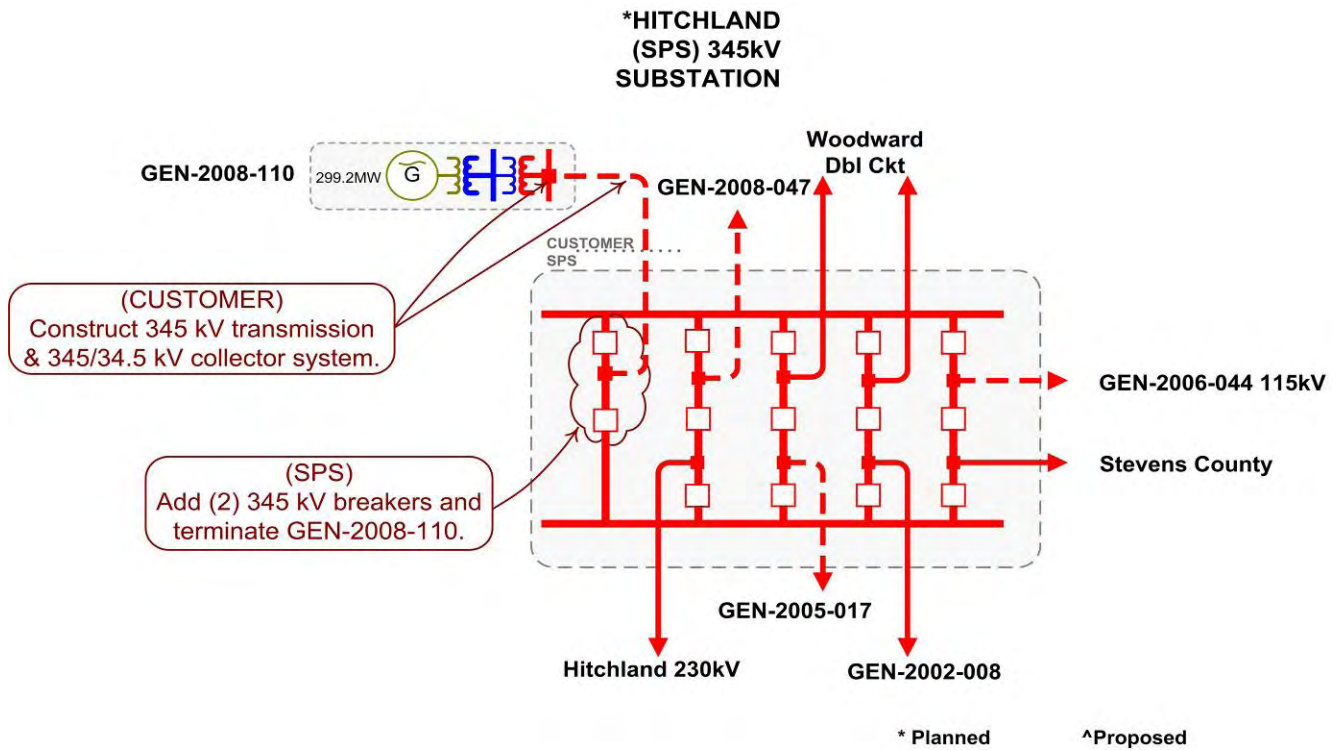 *HITCHLAND
(SPS) 345kV
SUBSTATION
Woodward
Dbl Ckt
GEN-2008-110
299.2MW
G
GEN-2008-047
CUSTOMER
SPS
(CUSTOMER)
Construct 345 kV transmission
& 345/34.5 kV collector system.
GEN-2006-044 115kV
Stevens County
(SPS)
Add (2) 345 kV breakers and
terminate GEN-2008-110.
GEN-2005-017
Hitchland 230kV
GEN-2002-008
* Planned
^Proposed